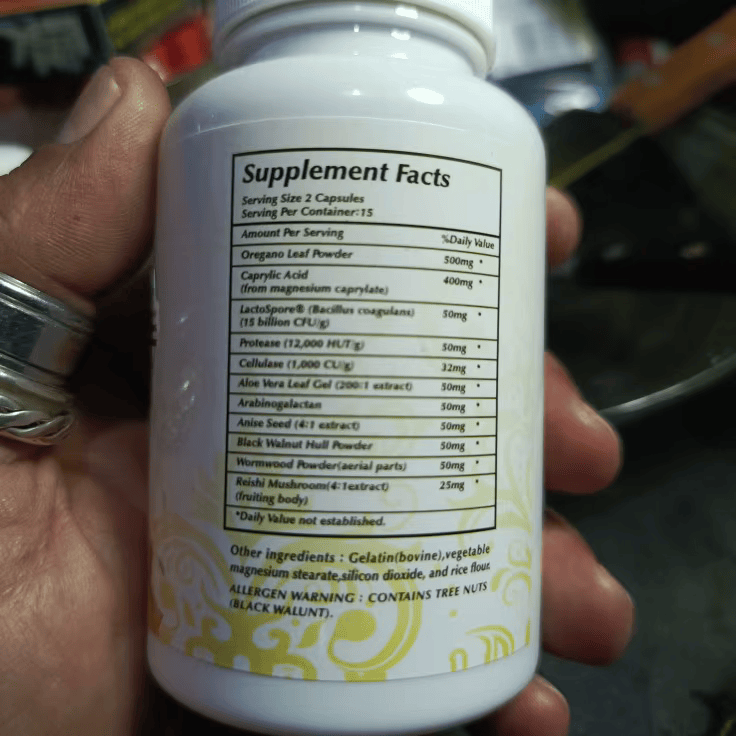 Supplement Facts
Serving Size 2 Capsules
Serving Per Container:15
Amount Per Serving %Daily Value
Oregano Leaf Powder 500mg *
Caprylic Acid 400mg *
(from magnesium caprylate)
LactoSpore® (Bacillus coagulans) 50mg *
(15 billion CFU/g)
Protease (12,000 HUT/g) 50mg *
Cellulase (1,000 CU/g) 32mg *
Aloe Vera Leaf Gel (200:1 extract) 50mg *
Arabinogalactan 50mg *
Anise Seed (4:1 extract) 50mg *
Black Walnut Hull Powder 50mg *
Wormwood Powder(aerial parts) 50mg *
Reishi Mushroom(4:1extract) 25mg *
(fruiting body)
*Daily Value not established.
Other ingredients : Gelatin(bovine),vegetable
magnesium stearate,silicon dioxide, and rice flour.
ALLERGEN WARNING : CONTAINS TREE NUTS
(BLACK WALUNT).